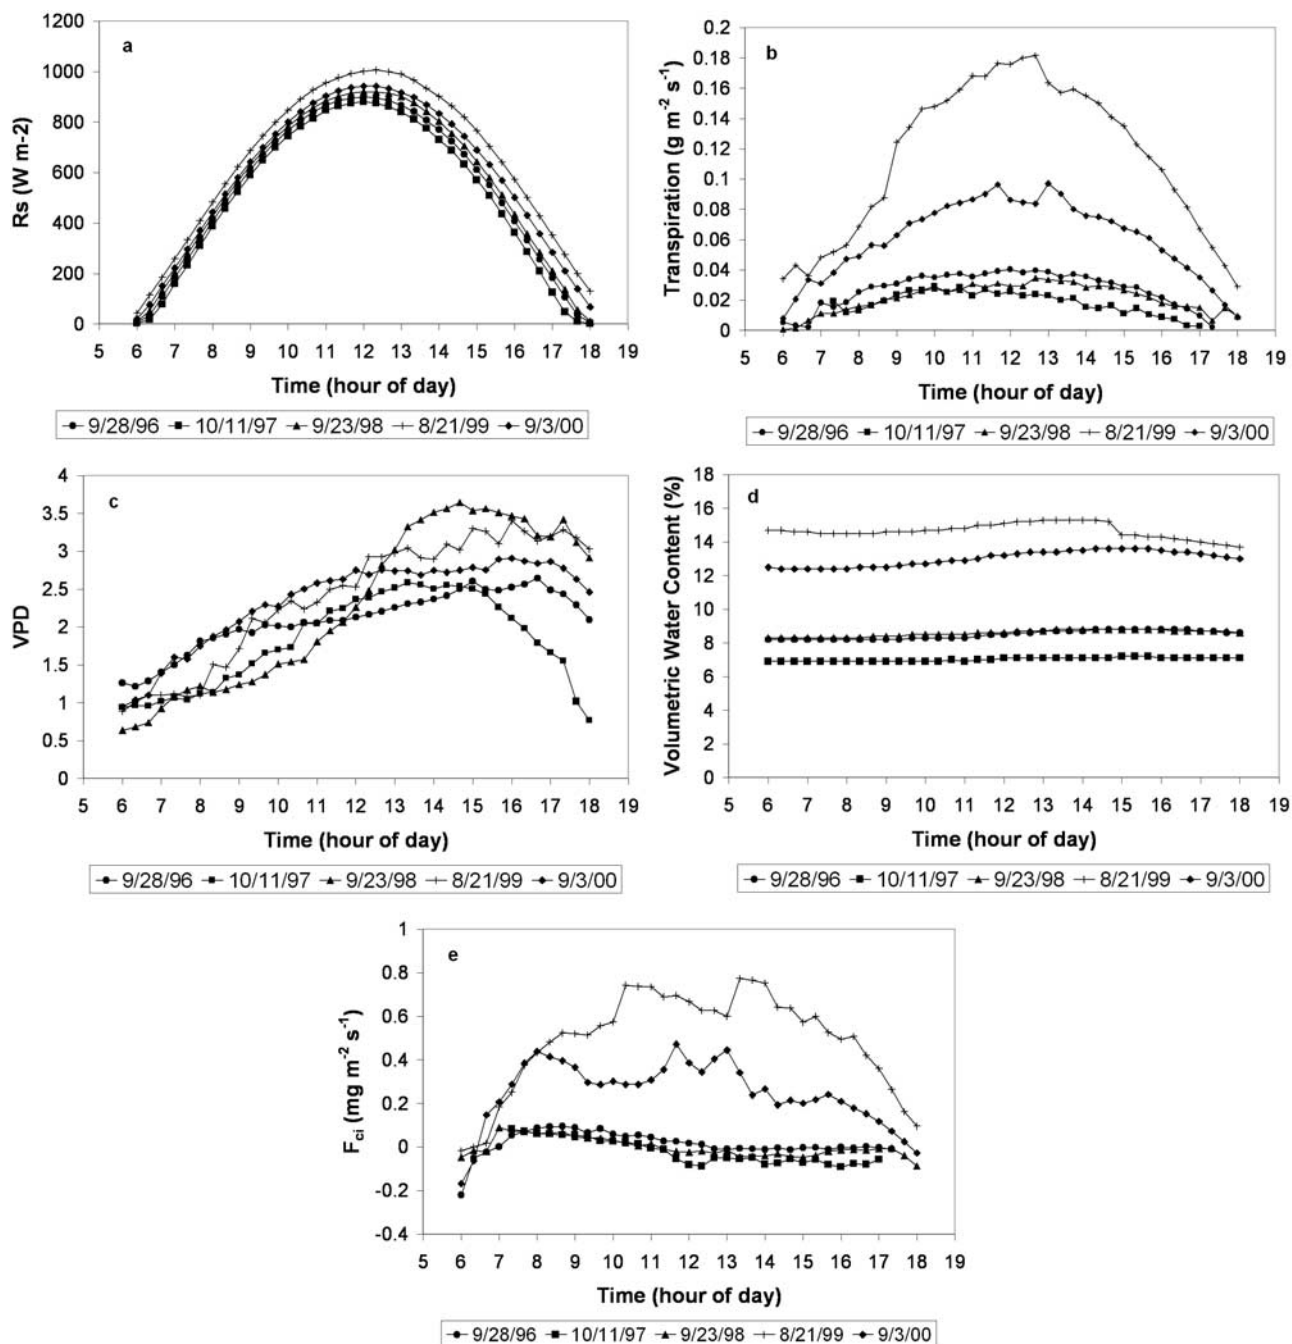 a
1200
1000
800
600
400
200
0
Rs (W m-2)
5 6 7 8 9 10 11 12 13 14 15 16 17 18 19
Time (hour of day)
9/28/96 10/11/97 9/23/98 8/21/99 9/3/00
b
0.2
0.18
0.16
0.14
0.12
0.1
0.08
0.06
0.04
0.02
0
Transpiration (g m⁻² s⁻¹)
5 6 7 8 9 10 11 12 13 14 15 16 17 18 19
Time (hour of day)
9/28/96 10/11/97 9/23/98 8/21/99 9/3/00
c
4
3.5
3
2.5
2
1.5
1
0.5
0
VPD
5 6 7 8 9 10 11 12 13 14 15 16 17 18 19
Time (hour of day)
9/28/96 10/11/97 9/23/98 8/21/99 9/3/00
d
18
16
14
12
10
8
6
4
2
0
Volumetric Water Content (%)
5 6 7 8 9 10 11 12 13 14 15 16 17 18 19
Time (hour of day)
9/28/96 10/11/97 9/23/98 8/21/99 9/3/00
e
1
0.8
0.6
0.4
0.2
0
-0.2
-0.4
F_ci (mg m⁻² s⁻¹)
5 6 7 8 9 10 11 12 13 14 15 16 17 18 19
Time (hour of day)
9/28/96 10/11/97 9/23/98 8/21/99 9/3/00